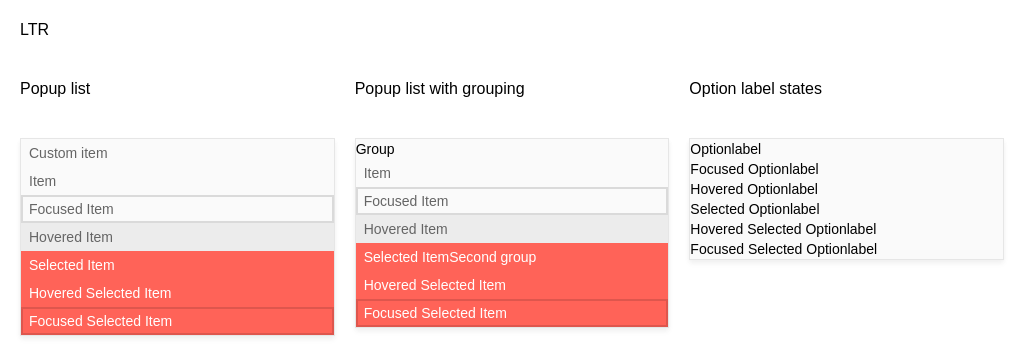 LTR
Popup list
Custom item
Item
Focused Item
Hovered Item
Selected Item
Hovered Selected Item
Focused Selected Item
Popup list with grouping
Group
Item
Focused Item
Hovered Item
Selected ItemSecond group
Hovered Selected Item
Focused Selected Item
Option label states
Optionlabel
Focused Optionlabel
Hovered Optionlabel
Selected Optionlabel
Hovered Selected Optionlabel
Focused Selected Optionlabel